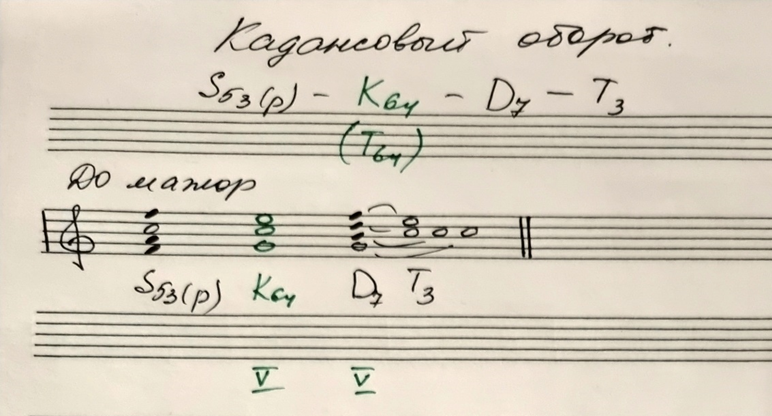 Кадансовый оборот.
S53(р) - K64 - D7 - T3
(T64)
До мажор
S53(р) K64 D7 T3
V V